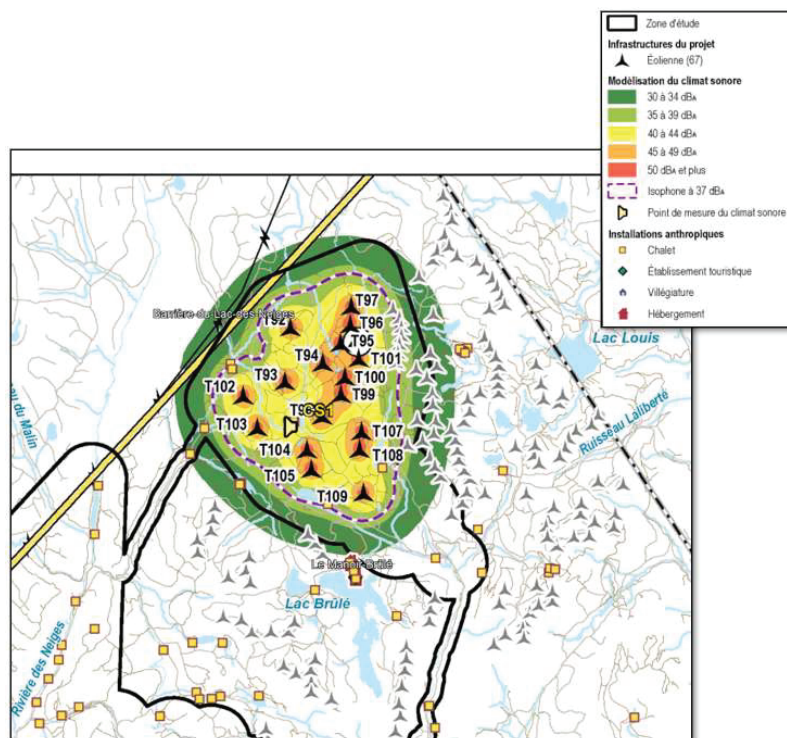 Zone d'étude
Infrastructures du projet
Éolienne (67)
Modélisation du climat sonore
30 à 34 dBA
35 à 39 dBA
40 à 44 dBA
45 à 49 dBA
50 dBA et plus
Isophone à 37 dBA
Point de mesure du climat sonore
Installations anthropiques
Chalet
Établissement touristique
Villégiature
Hébergement
T97
Barrière du Lac des Neiges
T92
T96
T95
Lac Louis
T94
T101
T93
T100
T102
T99
CS1
Ruisseau Laliberté
T103
T107
T104
T108
T105
T109
au du Malin
Le Manoir Brûlé
Lac Brûlé
Rivière des Neiges